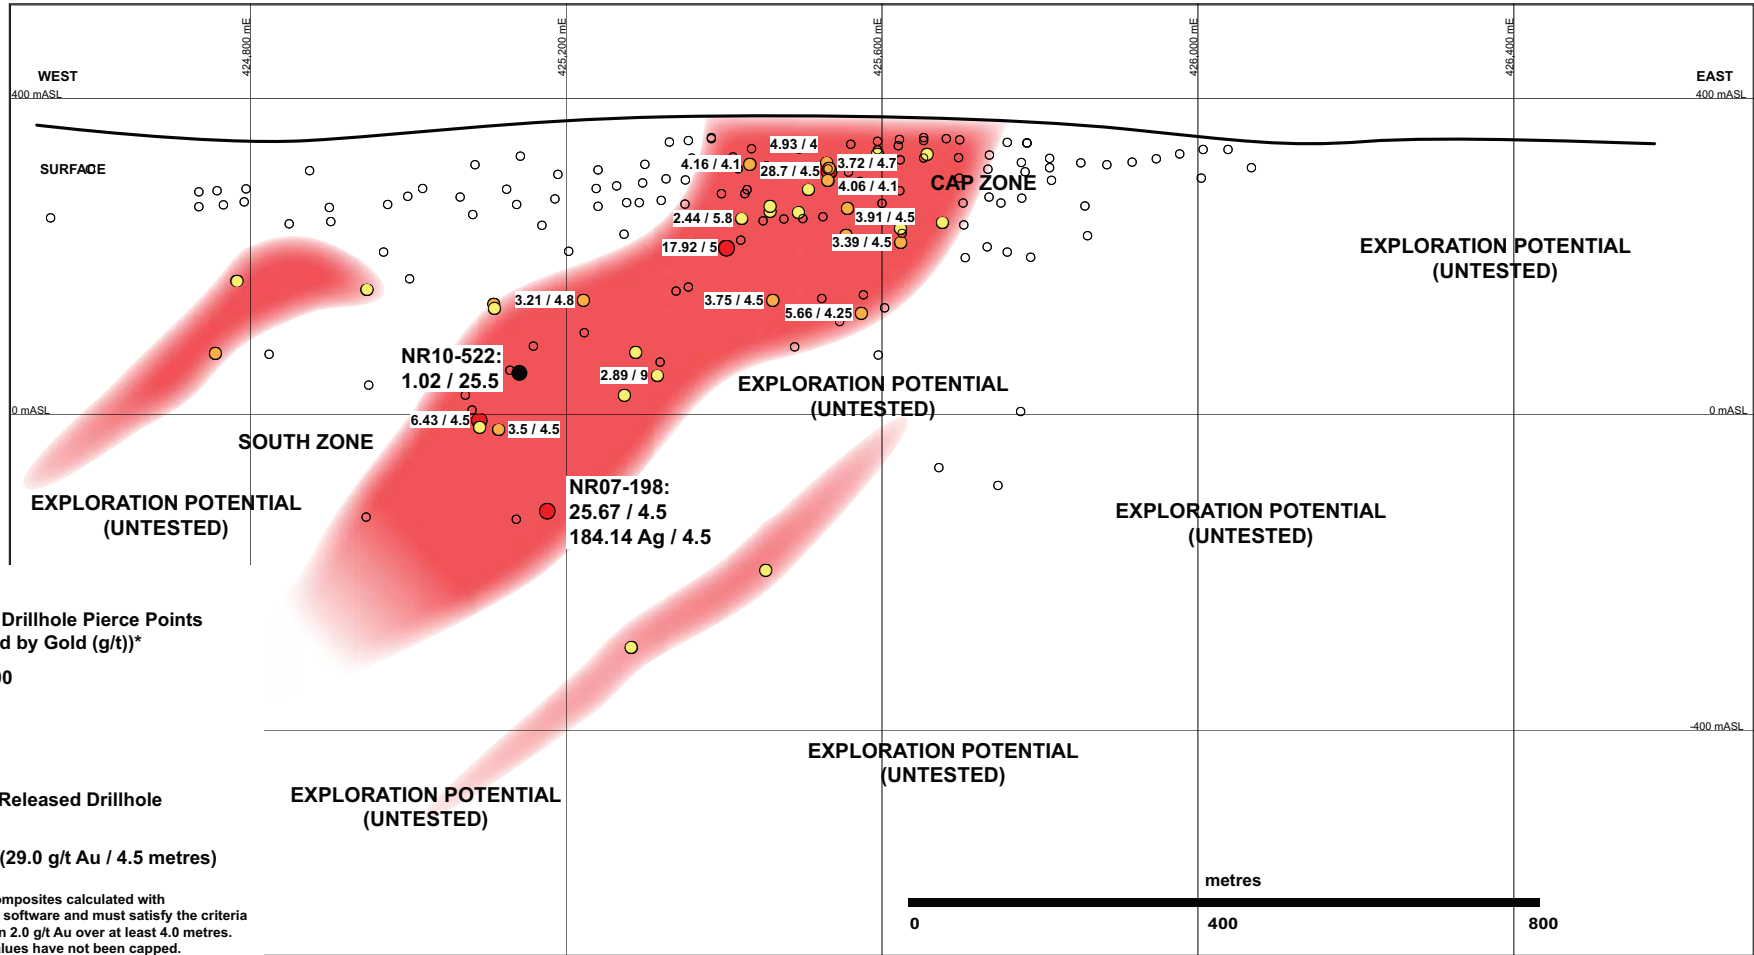 424,800 mE
425,200 mE
425,600 mE
426,000 mE
426,400 mE
WEST
EAST
400 mASL
400 mASL
SURFACE
4.93 / 4
4.16 / 4.1
3.72 / 4.7
28.7 / 4.5
4.06 / 4.1
CAP ZONE
2.44 / 5.8
3.91 / 4.5
3.39 / 4.5
17.92 / 5
EXPLORATION POTENTIAL
(UNTESTED)
3.21 / 4.8
3.75 / 4.5
5.66 / 4.25
NR10-522:
1.02 / 25.5
2.89 / 9
EXPLORATION POTENTIAL
(UNTESTED)
0 mASL
0 mASL
6.43 / 4.5
3.5 / 4.5
SOUTH ZONE
NR07-198:
25.67 / 4.5
184.14 Ag / 4.5
EXPLORATION POTENTIAL
(UNTESTED)
EXPLORATION POTENTIAL
(UNTESTED)
Drillhole Pierce Points
d by Gold (g/t))*
00
-400 mASL
EXPLORATION POTENTIAL
(UNTESTED)
EXPLORATION POTENTIAL
(UNTESTED)
Released Drillhole
(29.0 g/t Au / 4.5 metres)
omposites calculated with
software and must satisfy the criteria
n 2.0 g/t Au over at least 4.0 metres.
alues have not been capped.
metres
0
400
800